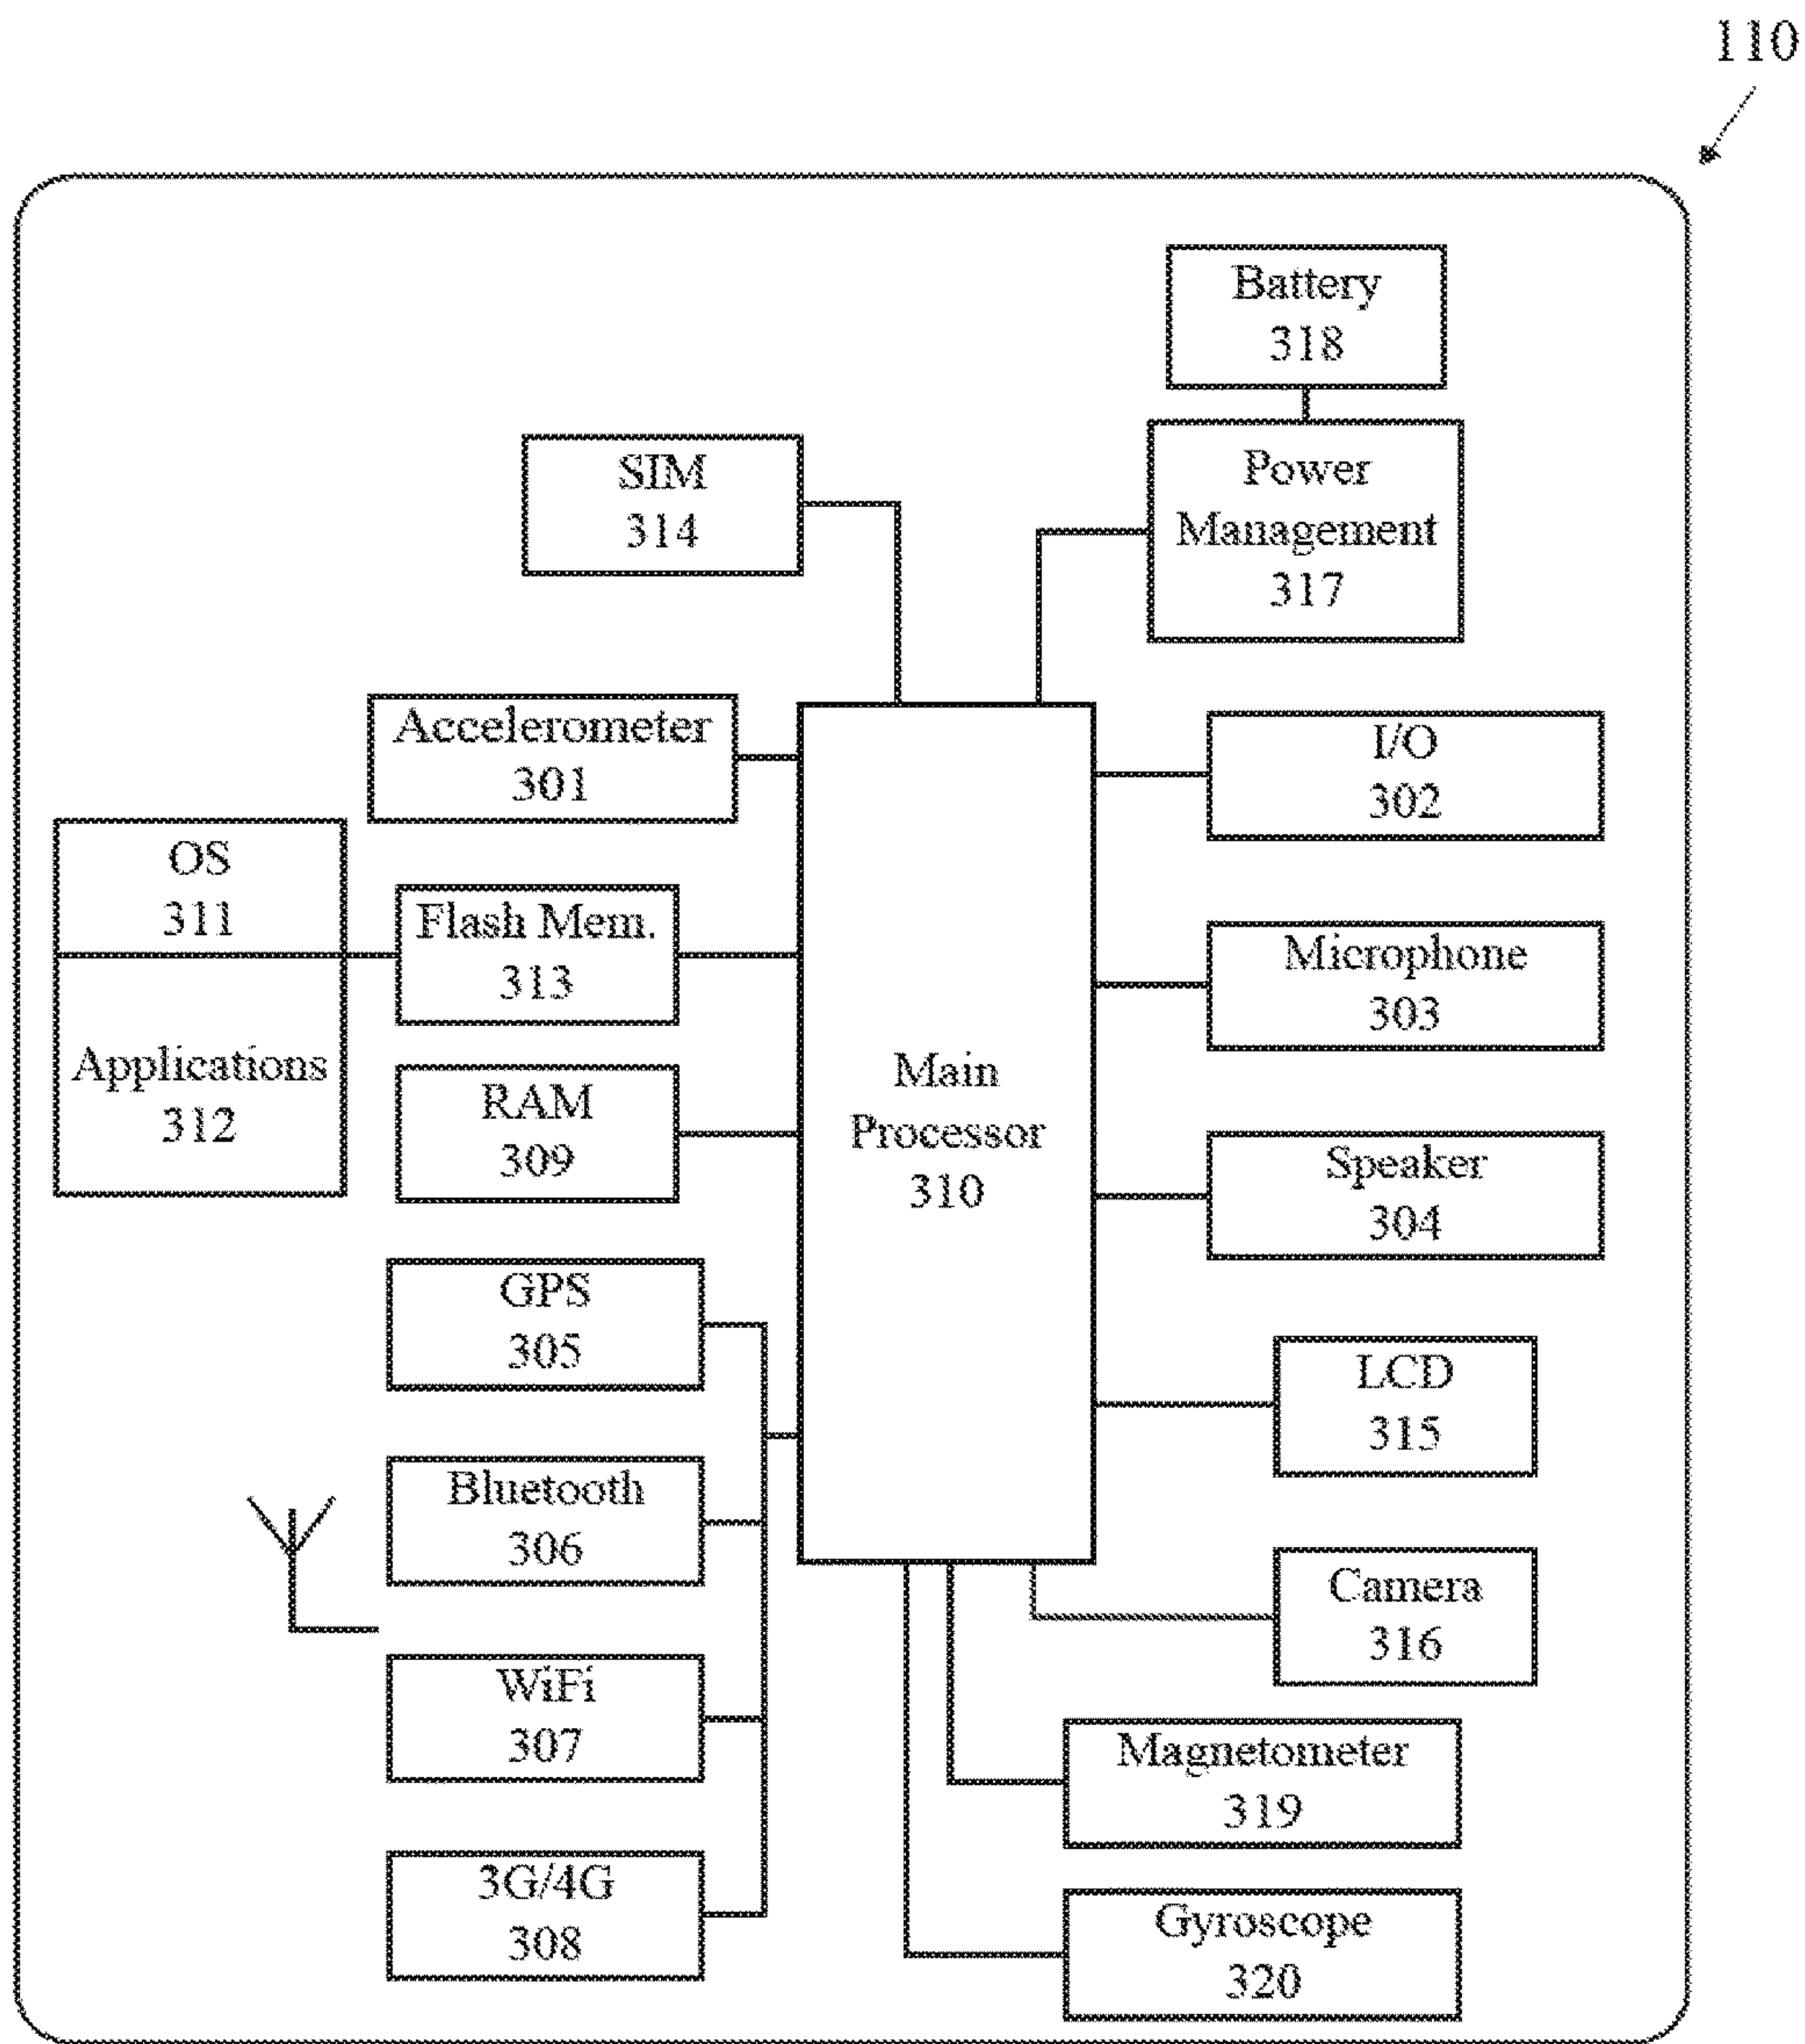 110
Battery
318
SIM
314
Power
Management
317
Accelerometer
301
I/O
302
OS
311
Flash Mem.
313
Microphone
303
Applications
312
RAM
309
Main
Processor
310
Speaker
304
GPS
305
LCD
315
Bluetooth
306
Camera
316
WiFi
307
Magnetometer
319
3G/4G
308
Gyroscope
320